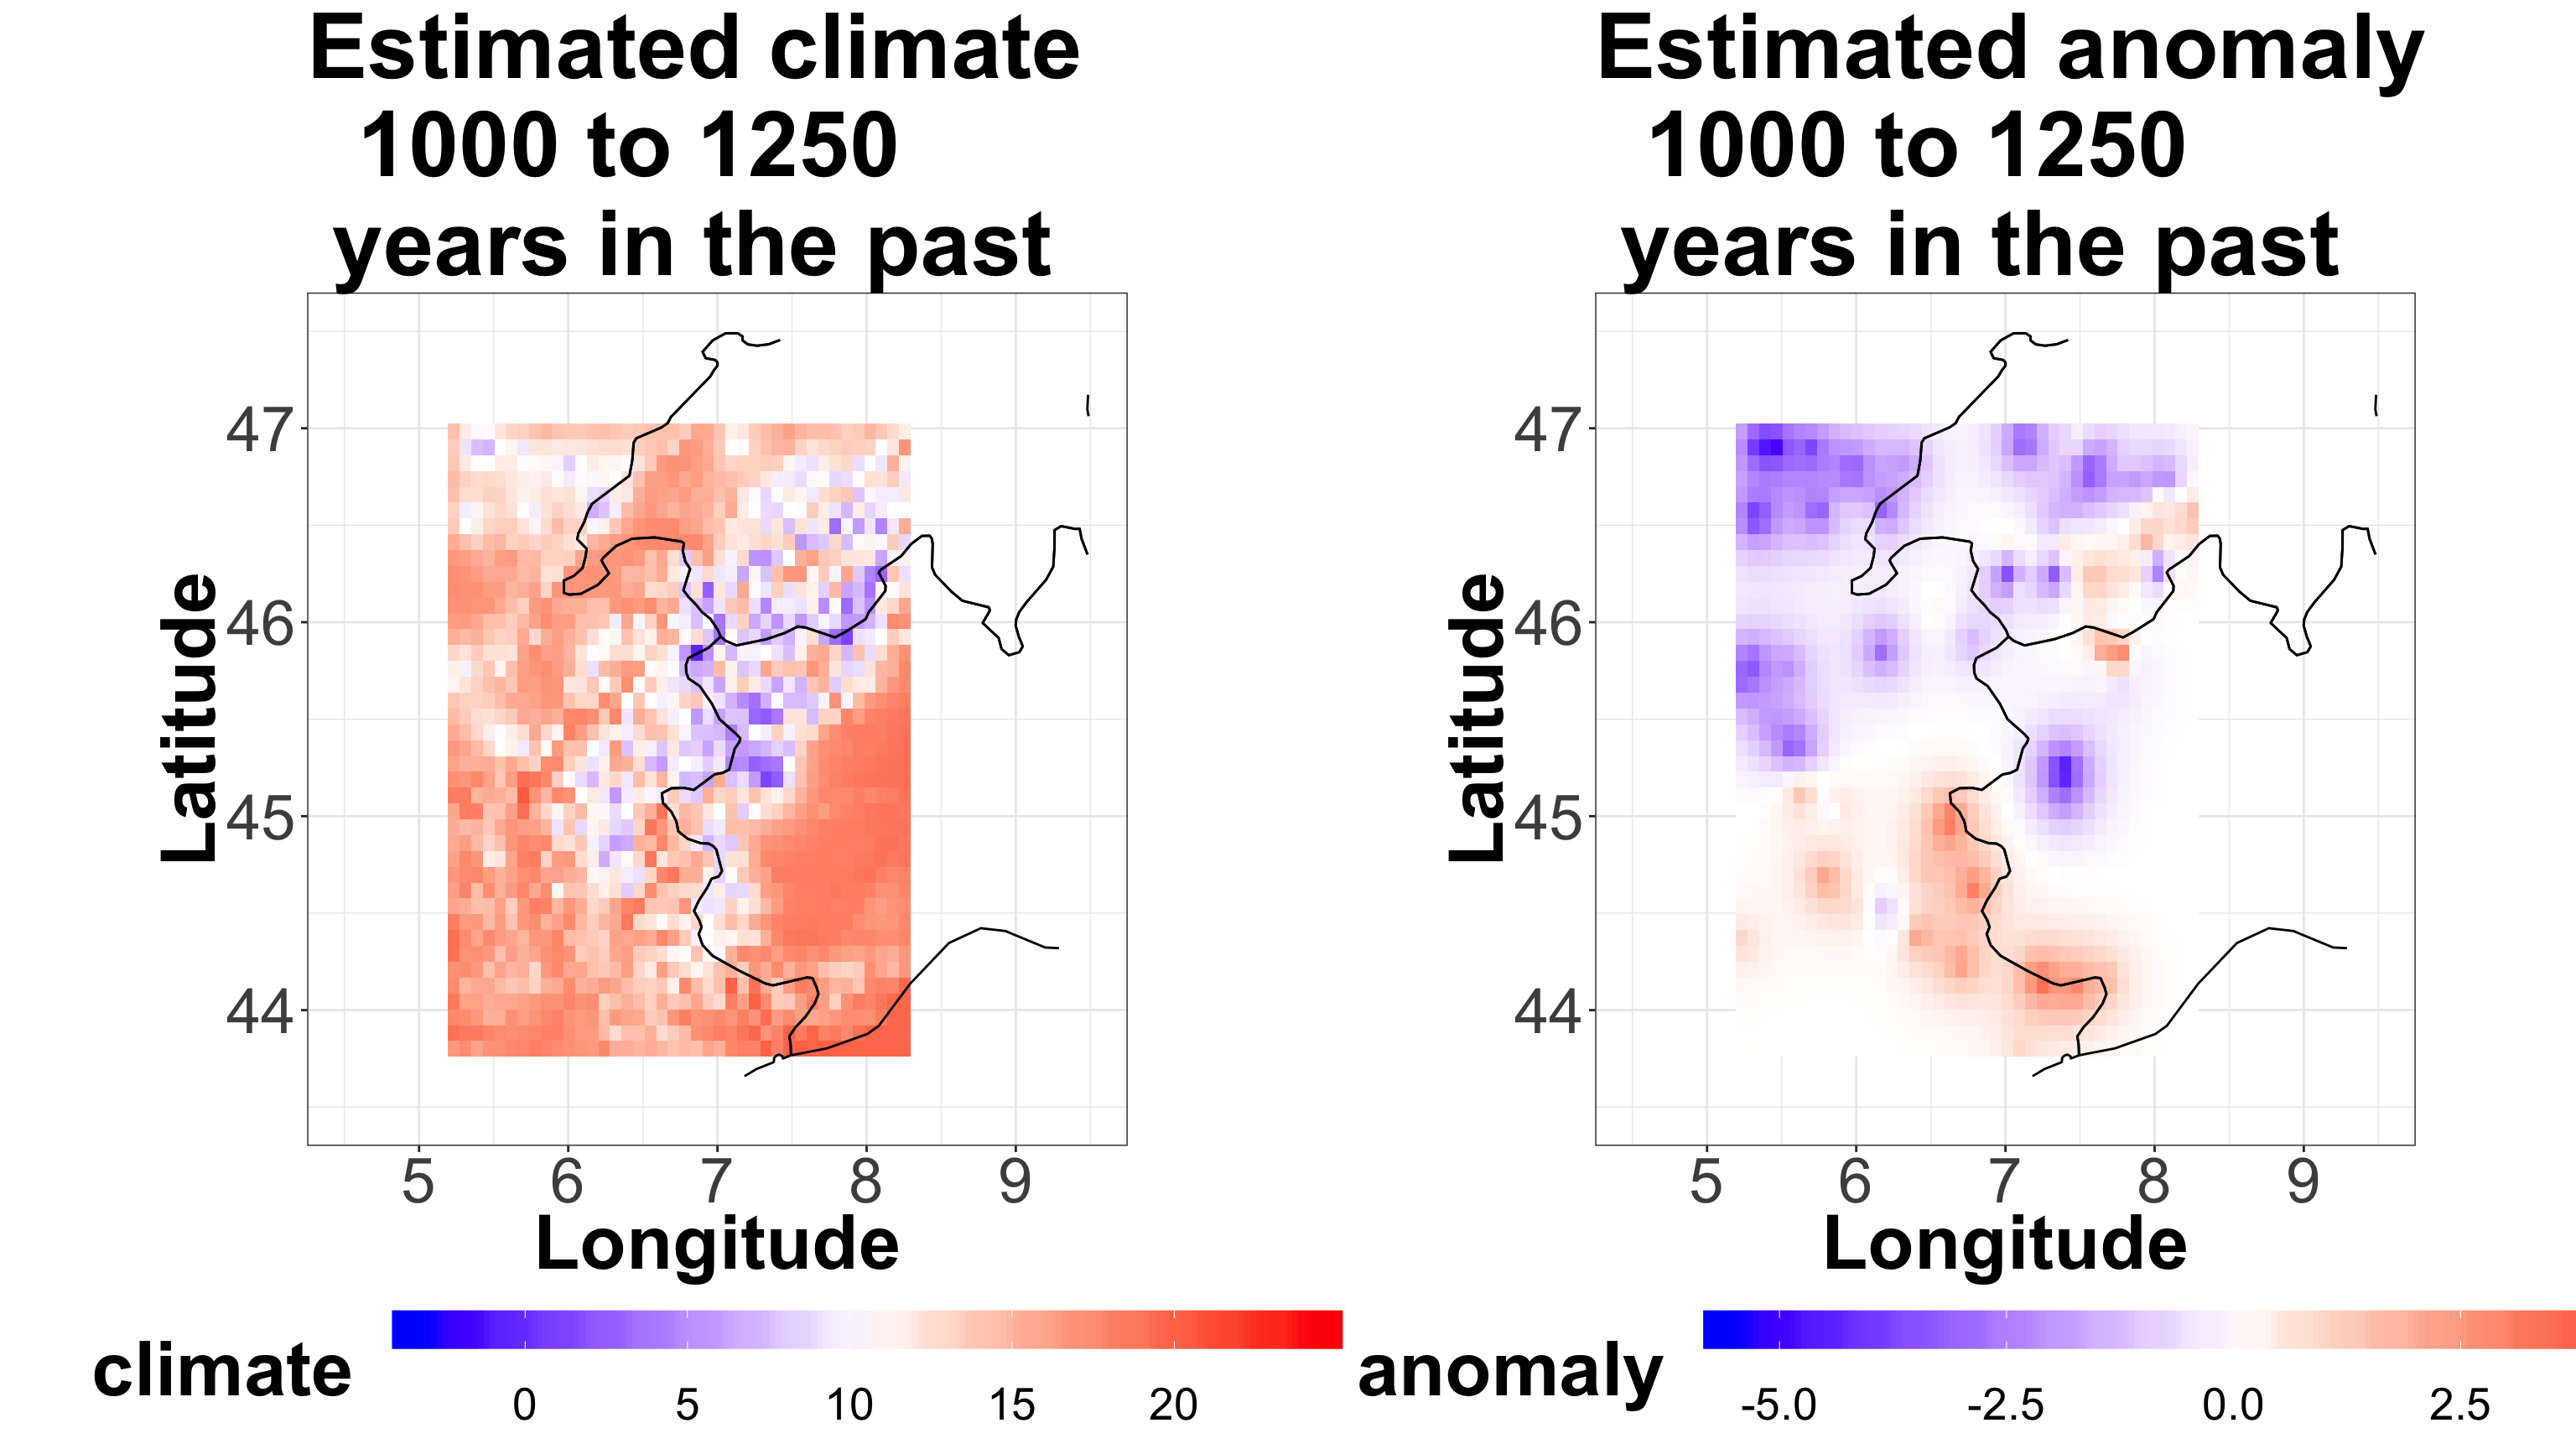 Estimated climate
1000 to 1250
years in the past
47
46
45
44
Latitude
5 6 7 8 9
Longitude
climate
0 5 10 15 20
Estimated anomaly
1000 to 1250
years in the past
47
46
45
44
Latitude
5 6 7 8 9
Longitude
anomaly
-5.0 -2.5 0.0 2.5